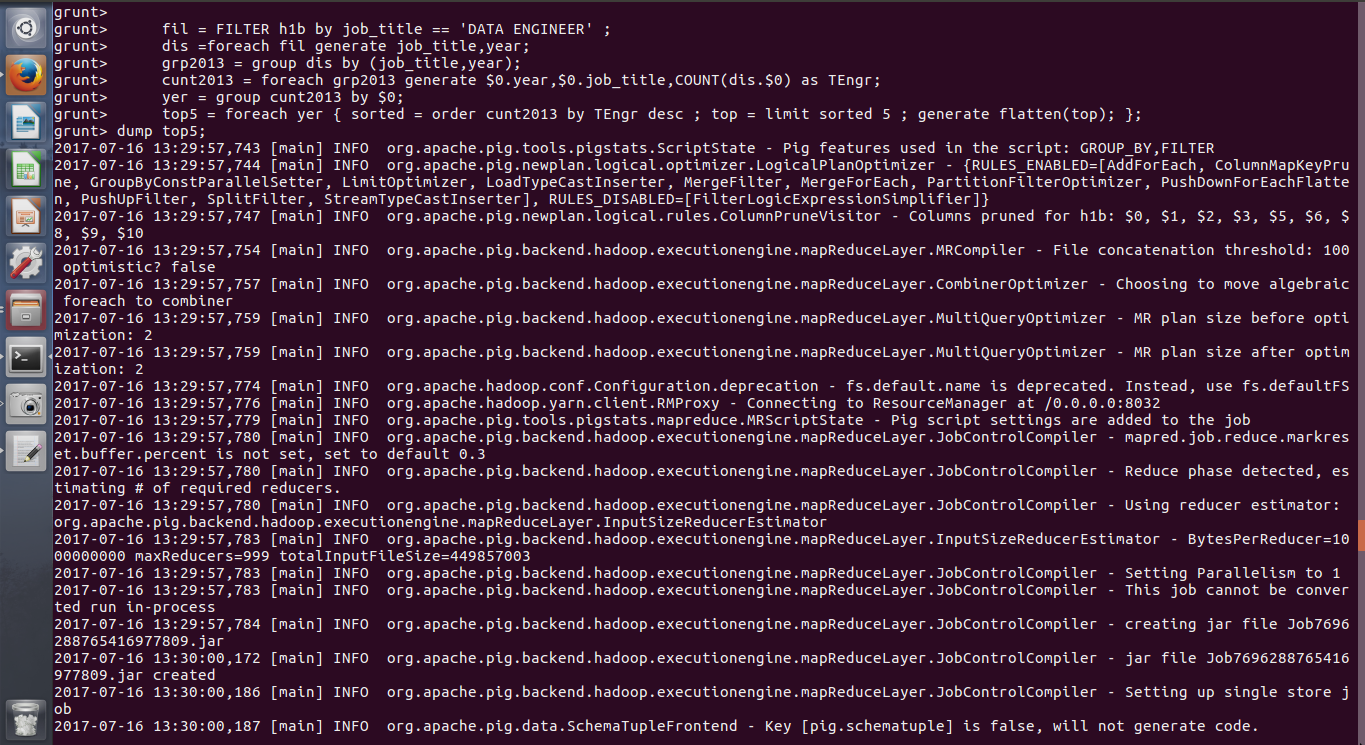 grunt>
grunt>      fil = FILTER h1b by job_title == 'DATA ENGINEER' ;
grunt>      dis =foreach fil generate job_title,year;
grunt>      grp2013 = group dis by (job_title,year);
grunt>      cunt2013 = foreach grp2013 generate $0.year,$0.job_title,COUNT(dis.$0) as TEngr;
grunt>      yer = group cunt2013 by $0;
grunt>      top5 = foreach yer { sorted = order cunt2013 by TEngr desc ; top = limit sorted 5 ; generate flatten(top); };
grunt> dump top5;
2017-07-16 13:29:57,743 [main] INFO  org.apache.pig.tools.pigstats.ScriptState - Pig features used in the script: GROUP_BY,FILTER
2017-07-16 13:29:57,744 [main] INFO  org.apache.pig.newplan.logical.optimizer.LogicalPlanOptimizer - {RULES_ENABLED=[AddForEach, ColumnMapKeyPru
ne, GroupByConstParallelSetter, LimitOptimizer, LoadTypeCastInserter, MergeFilter, MergeForEach, PartitionFilterOptimizer, PushDownForEachFlatte
n, PushUpFilter, SplitFilter, StreamTypeCastInserter], RULES_DISABLED=[FilterLogicExpressionSimplifier]}
2017-07-16 13:29:57,747 [main] INFO  org.apache.pig.newplan.logical.rules.ColumnPruneVisitor - Columns pruned for h1b: $0, $1, $2, $3, $5, $6, $
8, $9, $10
2017-07-16 13:29:57,754 [main] INFO  org.apache.pig.backend.hadoop.executionengine.mapReduceLayer.MRCompiler - File concatenation threshold: 100
 optimistic? false
2017-07-16 13:29:57,757 [main] INFO  org.apache.pig.backend.hadoop.executionengine.mapReduceLayer.CombinerOptimizer - Choosing to move algebraic
 foreach to combiner
2017-07-16 13:29:57,759 [main] INFO  org.apache.pig.backend.hadoop.executionengine.mapReduceLayer.MultiQueryOptimizer - MR plan size before opti
mization: 2
2017-07-16 13:29:57,759 [main] INFO  org.apache.pig.backend.hadoop.executionengine.mapReduceLayer.MultiQueryOptimizer - MR plan size after optim
ization: 2
2017-07-16 13:29:57,774 [main] INFO  org.apache.hadoop.conf.Configuration.deprecation - fs.default.name is deprecated. Instead, use fs.defaultFS
2017-07-16 13:29:57,776 [main] INFO  org.apache.hadoop.yarn.client.RMProxy - Connecting to ResourceManager at /0.0.0.0:8032
2017-07-16 13:29:57,779 [main] INFO  org.apache.pig.tools.pigstats.mapreduce.MRScriptState - Pig script settings are added to the job
2017-07-16 13:29:57,780 [main] INFO  org.apache.pig.backend.hadoop.executionengine.mapReduceLayer.JobControlCompiler - mapred.job.reduce.markres
et.buffer.percent is not set, set to default 0.3
2017-07-16 13:29:57,780 [main] INFO  org.apache.pig.backend.hadoop.executionengine.mapReduceLayer.JobControlCompiler - Reduce phase detected, es
timating # of required reducers.
2017-07-16 13:29:57,780 [main] INFO  org.apache.pig.backend.hadoop.executionengine.mapReduceLayer.JobControlCompiler - Using reducer estimator:
org.apache.pig.backend.hadoop.executionengine.mapReduceLayer.InputSizeReducerEstimator
2017-07-16 13:29:57,783 [main] INFO  org.apache.pig.backend.hadoop.executionengine.mapReduceLayer.InputSizeReducerEstimator - BytesPerReducer=10
00000000 maxReducers=999 totalInputFileSize=449857003
2017-07-16 13:29:57,783 [main] INFO  org.apache.pig.backend.hadoop.executionengine.mapReduceLayer.JobControlCompiler - Setting Parallelism to 1
2017-07-16 13:29:57,783 [main] INFO  org.apache.pig.backend.hadoop.executionengine.mapReduceLayer.JobControlCompiler - This job cannot be conver
ted run in-process
2017-07-16 13:29:57,784 [main] INFO  org.apache.pig.backend.hadoop.executionengine.mapReduceLayer.JobControlCompiler - creating jar file Job7696
288765416977809.jar
2017-07-16 13:30:00,172 [main] INFO  org.apache.pig.backend.hadoop.executionengine.mapReduceLayer.JobControlCompiler - jar file Job7696288765416
977809.jar created
2017-07-16 13:30:00,186 [main] INFO  org.apache.pig.backend.hadoop.executionengine.mapReduceLayer.JobControlCompiler - Setting up single store j
ob
2017-07-16 13:30:00,187 [main] INFO  org.apache.pig.data.SchemaTupleFrontend - Key [pig.schematuple] is false, will not generate code.